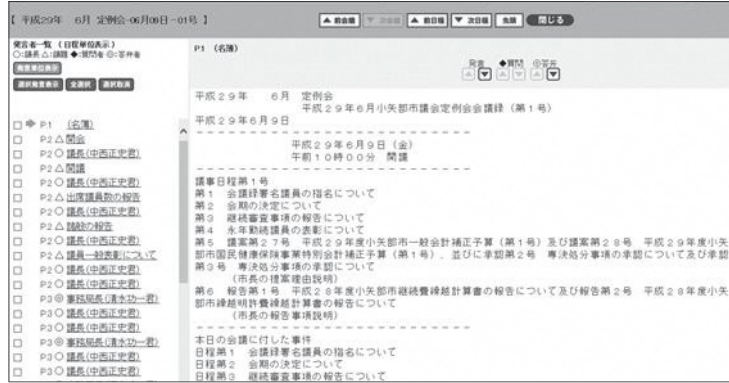 【 平成29年　6月 定例会-06月09日-01号 】
▲ 前会議 ▼ 次会議 ▲ 前日程 ▼ 次日程 先頭 閉じる
発言者一覧 （日程単位表示）
○:議長 △:議題 ◆:質問者 ◎:答弁者
発言単位表示
選択発言表示 全選択 選択取消
P1 （名簿）
P2△開会
P2○議長(中西正史君)
P2△開議
P2○議長(中西正史君)
P2△出席議員数の報告
P2○議長(中西正史君)
P2△諸般の報告
P2○議長(中西正史君)
P2△議員一般表彰について
P2○議長(中西正史君)
P3◎事務局長(清水功一君)
P3○議長(中西正史君)
P3◎事務局長(清水功一君)
P3○議長(中西正史君)
P1 （名簿）
発言 ◆質問 ◎答弁
▲ ▼ ▲ ▼ ▲ ▼
平成２９年　　６月　定例会
平成２９年６月小矢部市議会定例会会議録（第１号）
平成２９年６月９日
平成２９年６月９日（金）
午前１０時００分　開議
議事日程第１号
第１　会議録署名議員の指名について
第２　会期の決定について
第３　継続審査事項の報告について
第４　永年勤続議員の表彰について
第５　議案第２７号　平成２９年度小矢部市一般会計補正予算（第１号）及び議案第２８号　平成２９年度小矢
部市国民健康保険事業特別会計補正予算（第１号）、並びに承認第２号　専決処分事項の承認について及び承認
第３号　専決処分事項の承認について
（市長の提案理由説明）
第６　報告第１号　平成２８年度小矢部市継続費繰越計算書の報告について及び報告第２号　平成２８年度小矢
部市繰越明許費繰越計算書の報告について
（市長の報告事項説明）
本日の会議に付した事件
日程第１　会議録署名議員の指名について
日程第２　会期の決定について
日程第３　継続審査事項の報告について